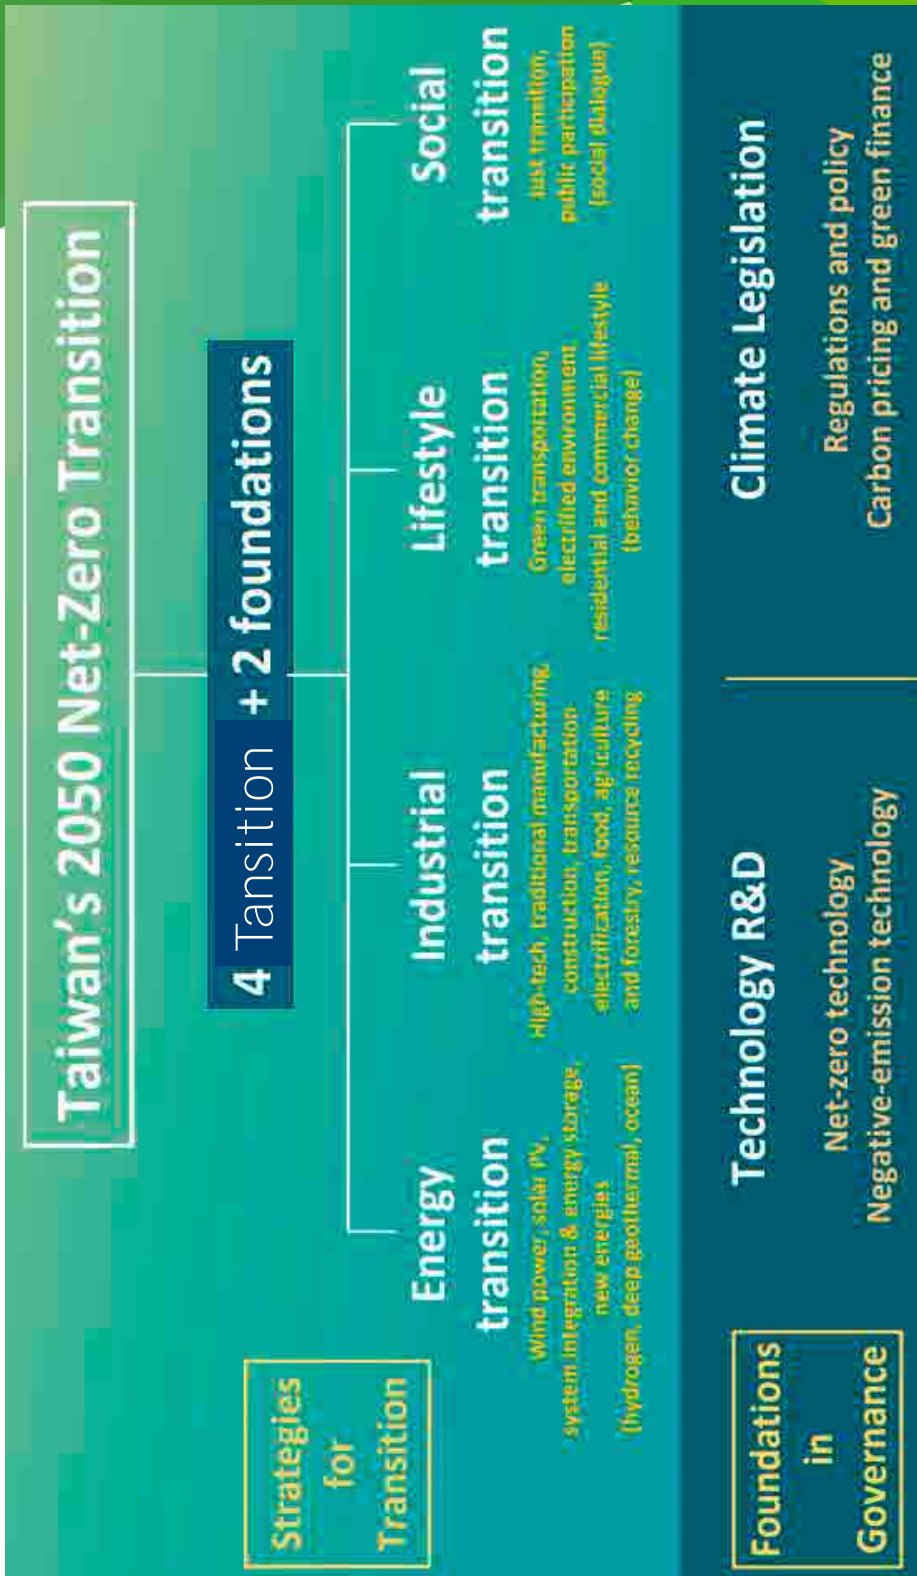 Taiwan's 2050 Net-Zero Transition
4 Tansition + 2 foundations
Strategies
for
Transition
Energy
transition
Wind power, solar PV,
system integration & energy storage,
new energies
(hydrogen, deep geothermal, ocean)
Industrial
transition
High-tech, traditional manufacturing,
construction, transportation
electrification, food, agriculture
and forestry, resource recycling
Lifestyle
transition
Green transportation,
electrified environment
residential and commercial lifestyle
(behavior change)
Social
transition
Just transition,
public participation
(social dialogue)
Foundations
in
Governance
Technology R&D
Net-zero technology
Negative-emission technology
Climate Legislation
Regulations and policy
Carbon pricing and green finance